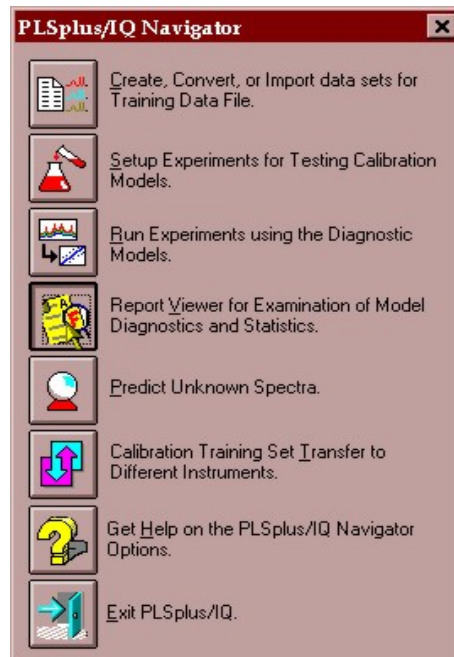 PLSplus/IQ Navigator
Create, Convert, or Import data sets for
Training Data File.
Setup Experiments for Testing Calibration
Models.
Run Experiments using the Diagnostic
Models.
Report Viewer for Examination of Model
Diagnostics and Statistics.
Predict Unknown Spectra.
Calibration Training Set Transfer to
Different Instruments.
Get Help on the PLSplus/IQ Navigator
Options.
Exit PLSplus/IQ.